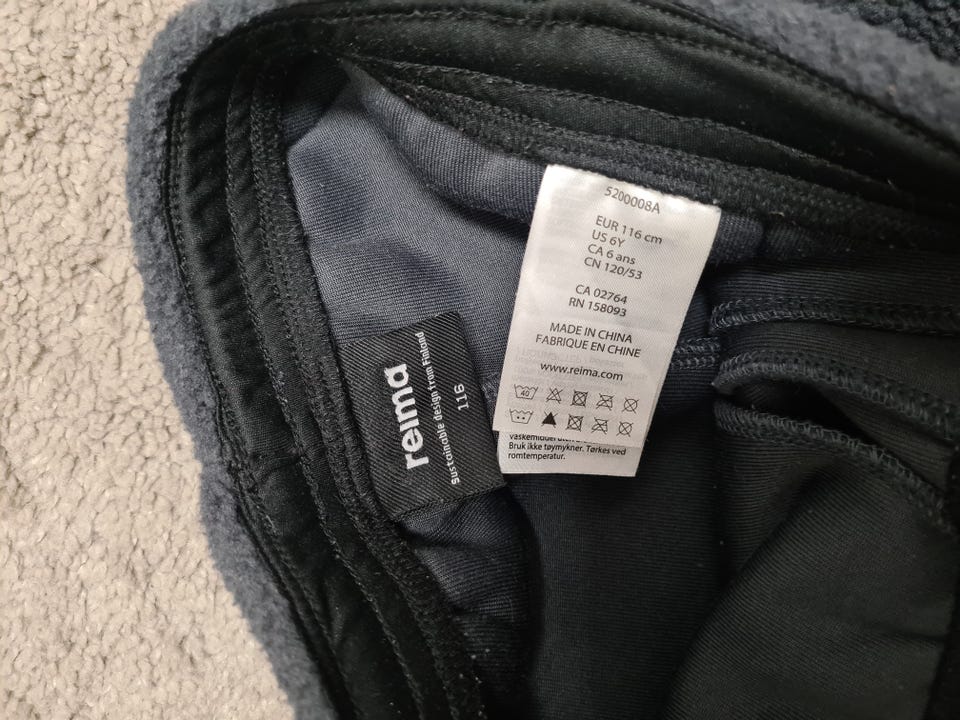 5200008A
EUR 116 cm
US 6Y
CA 6 ans
CN 120/53
CA 02764
RN 158093
MADE IN CHINA
FABRIQUE EN CHINE
www.reima.com
40
Bruk ikke tøymykner. Tørkes ved
romtemperatur.
reima
Sustainable design from Finland
116